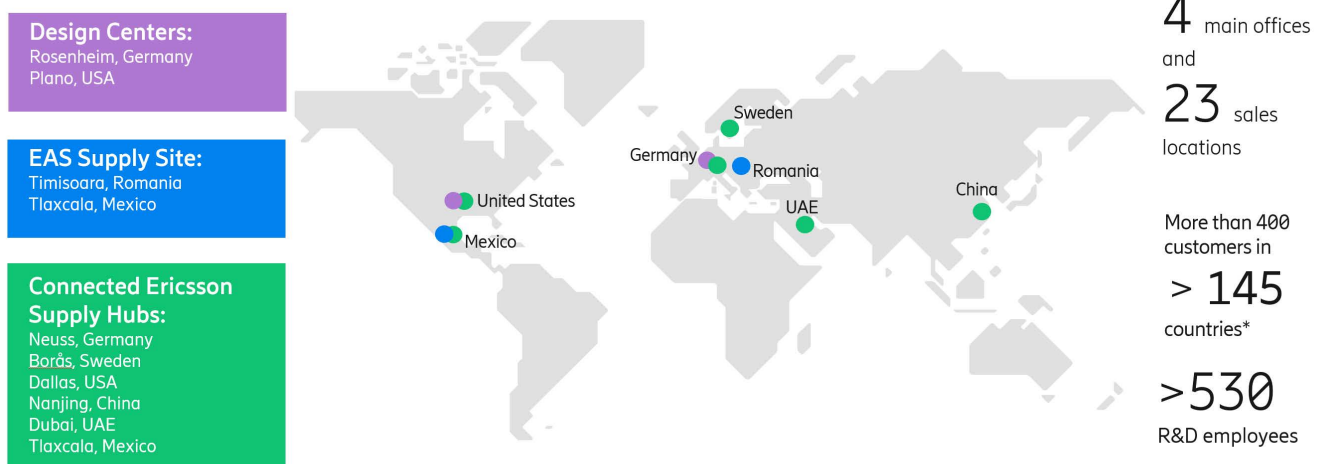 Design Centers:
Rosenheim, Germany
Plano, USA
EAS Supply Site:
Timisoara, Romania
Tlaxcala, Mexico
Connected Ericsson
Supply Hubs:
Neuss, Germany
Borås, Sweden
Dallas, USA
Nanjing, China
Dubai, UAE
Tlaxcala, Mexico
Sweden
Germany
Romania
China
United States
UAE
Mexico
4 main offices
and
23 sales
locations
More than 400
customers in
> 145
countries*
>530
R&D employees